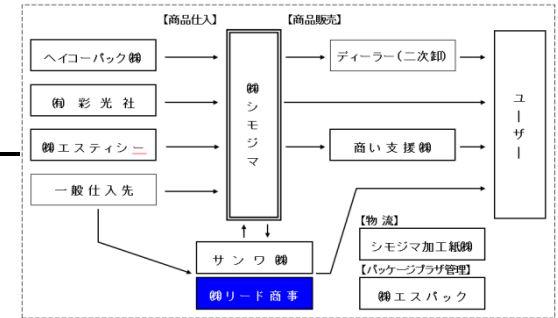 【商品仕入】 【商品販売】
ヘイコーパック㈱
㈲彩光社
㈱エスティシー
一般仕入先
㈱シモジマ
ディーラー(二次卸)
商い支援㈱
ユーザー
サンワ㈱
㈱リード商事
【物流】
シモジマ加工紙㈱
【パッケージプラザ管理】
㈱エスパック